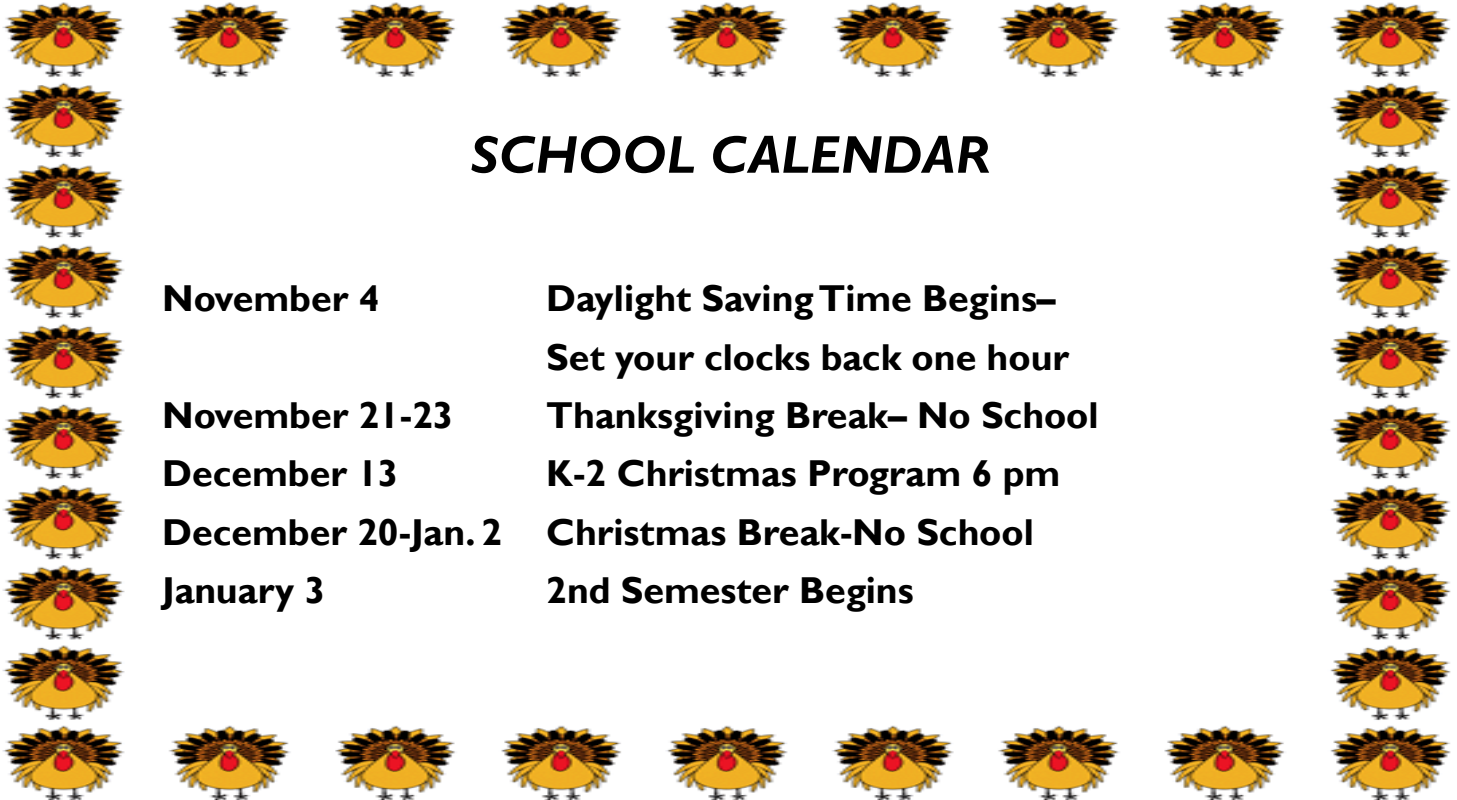 SCHOOL CALENDAR
November 4 Daylight Saving Time Begins–
Set your clocks back one hour
November 21-23 Thanksgiving Break– No School
December 13 K-2 Christmas Program 6 pm
December 20-Jan. 2 Christmas Break-No School
January 3 2nd Semester Begins